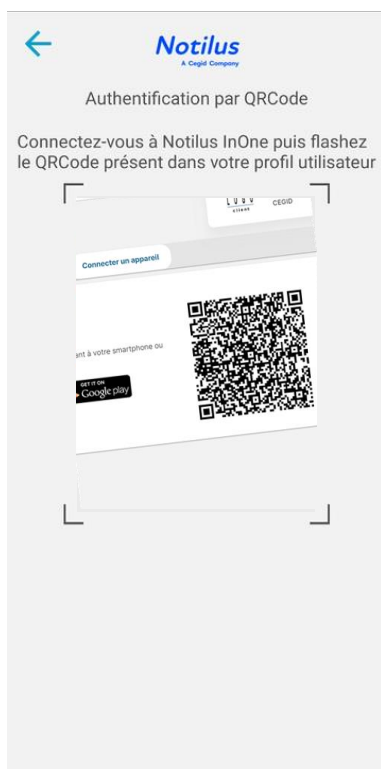 Notilus
A Cegid Company
Authentification par QRCode
Connectez-vous à Notilus InOne puis flashez
le QRCode présent dans votre profil utilisateur
CEGID
Connecter un appareil
ant à votre smartphone ou
GET IT ON
Google play